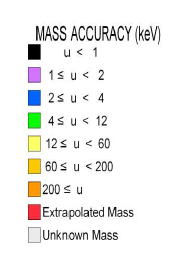 MASS ACCURACY (keV)
u < 1
1 ≤ u < 2
2 ≤ u < 4
4 ≤ u < 12
12 ≤ u < 60
60 ≤ u < 200
200 ≤ u
Extrapolated Mass
Unknown Mass